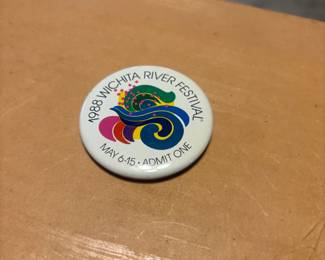 1988 WICHITA RIVER FESTIVAL
MAY 6-15 • ADMIT ONE